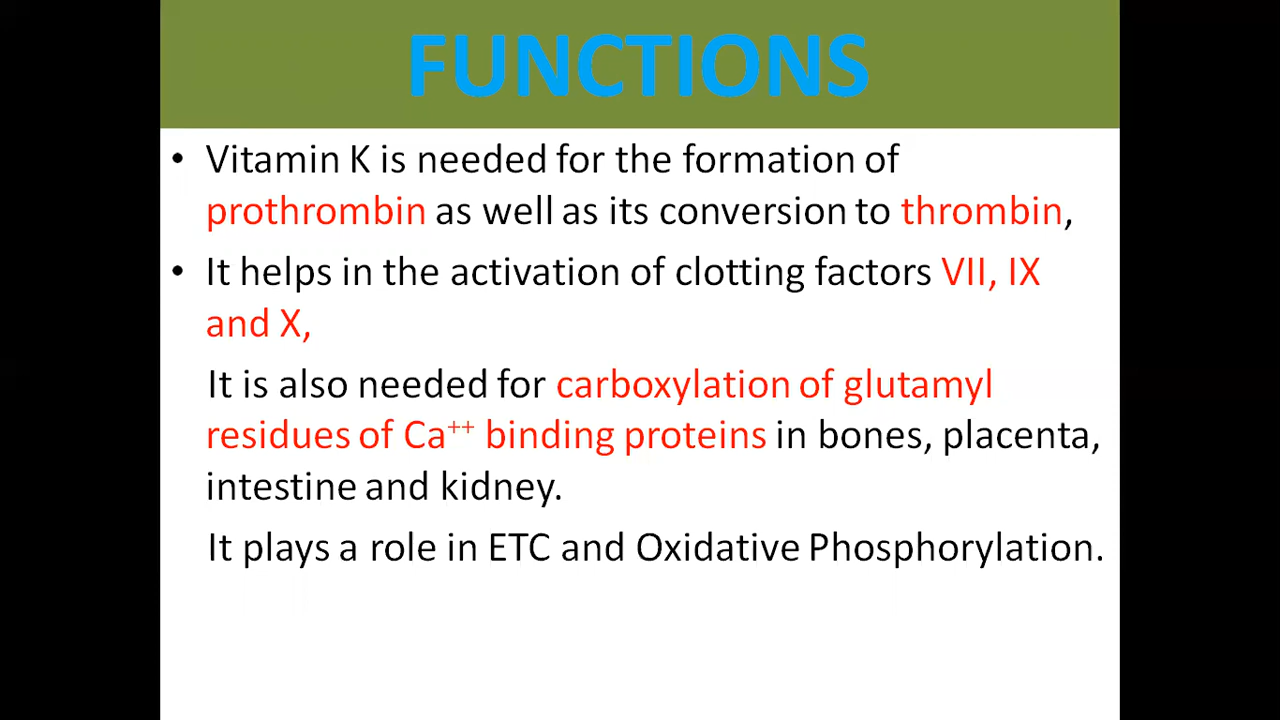 FUNCTIONS
• Vitamin K is needed for the formation of
prothrombin as well as its conversion to thrombin,
• It helps in the activation of clotting factors VII, IX
and X,
It is also needed for carboxylation of glutamyl
residues of Ca⁺⁺ binding proteins in bones, placenta,
intestine and kidney.
It plays a role in ETC and Oxidative Phosphorylation.